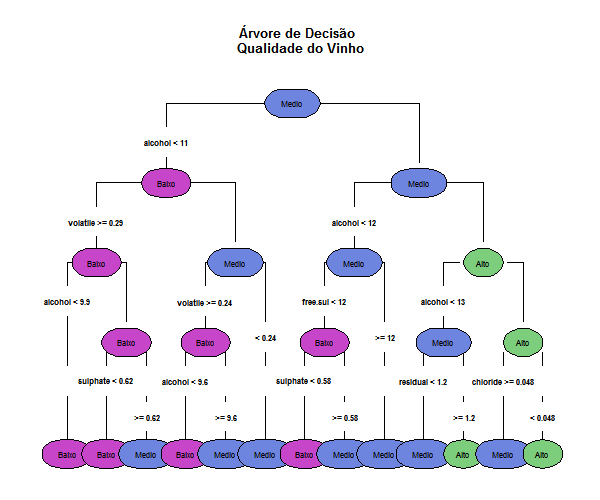 Árvore de Decisão
Qualidade do Vinho
Medio
alcohol < 11
Baixo
Medio
volatile >= 0.29
alcohol < 12
Baixo
Medio
Medio
Alto
alcohol < 9.9
volatile >= 0.24
free.sul < 12
alcohol < 13
< 0.24
>= 12
Baixo
Baixo
Baixo
Medio
Alto
sulphate < 0.62
alcohol < 9.6
sulphate < 0.58
residual < 1.2
chloride >= 0.048
>= 0.62
>= 9.6
>= 0.58
>= 1.2
< 0.048
Baixo
Baixo
Medio
Baixo
Medio
Medio
Baixo
Medio
Medio
Medio
Alto
Medio
Alto